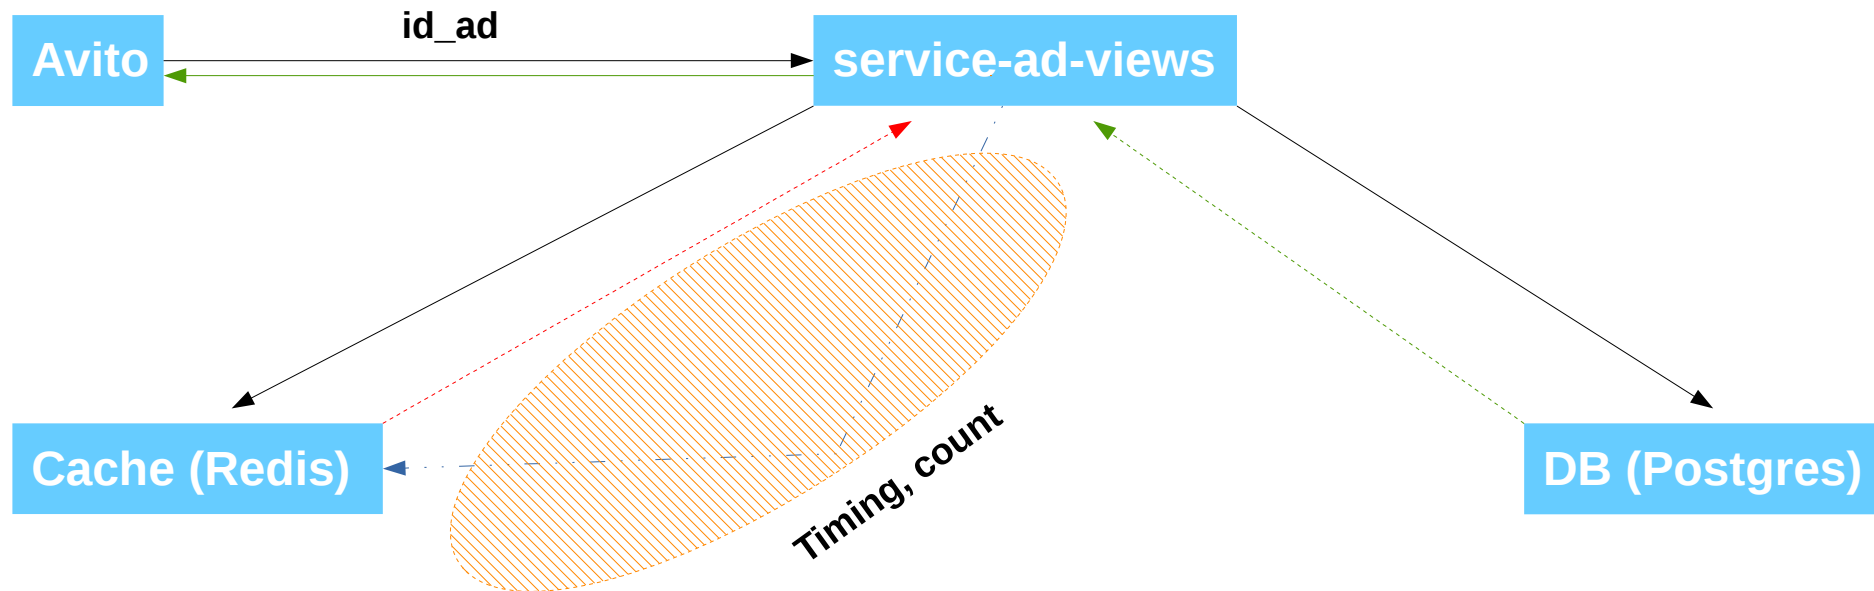 id_ad
Avito
service-ad-views
Timing, count
Cache (Redis)
DB (Postgres)